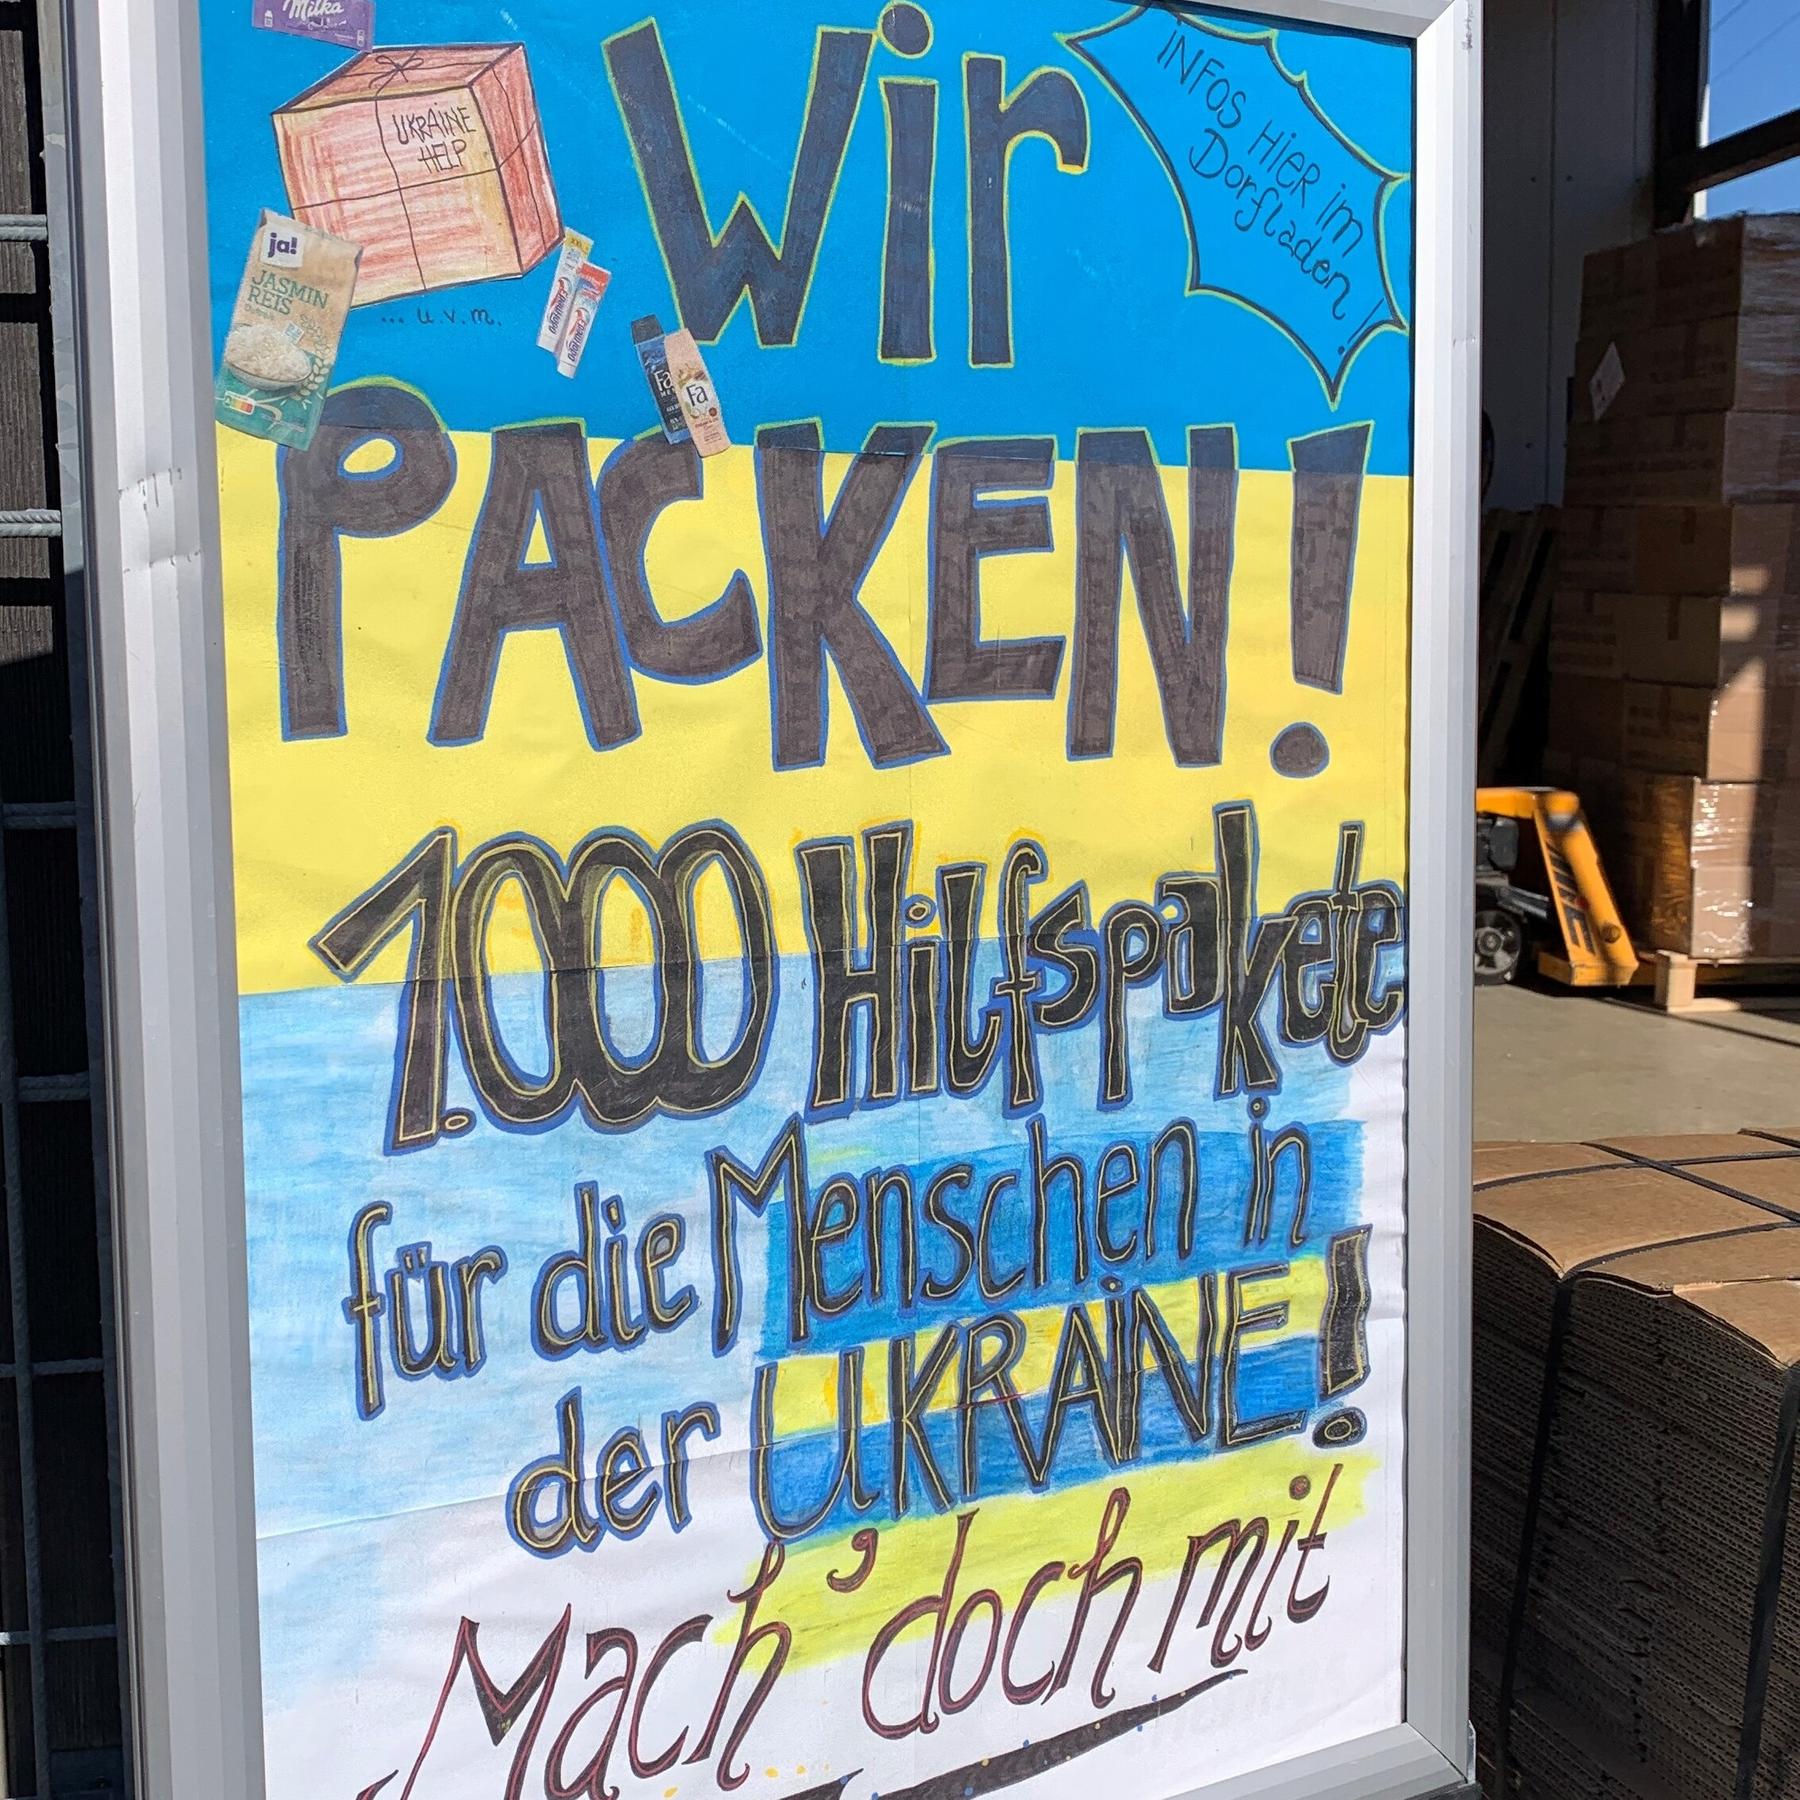 Milka
UKRAINE
HELP
ja!
JASMIN
REIS
... u.v.m.
Fa
MEN
Fa
INFOS HIER im
Dorfladen!
Wir
PACKEN!
1.000 Hilfspakete
für die Menschen in
der UKRAINE!
Mach' doch mit